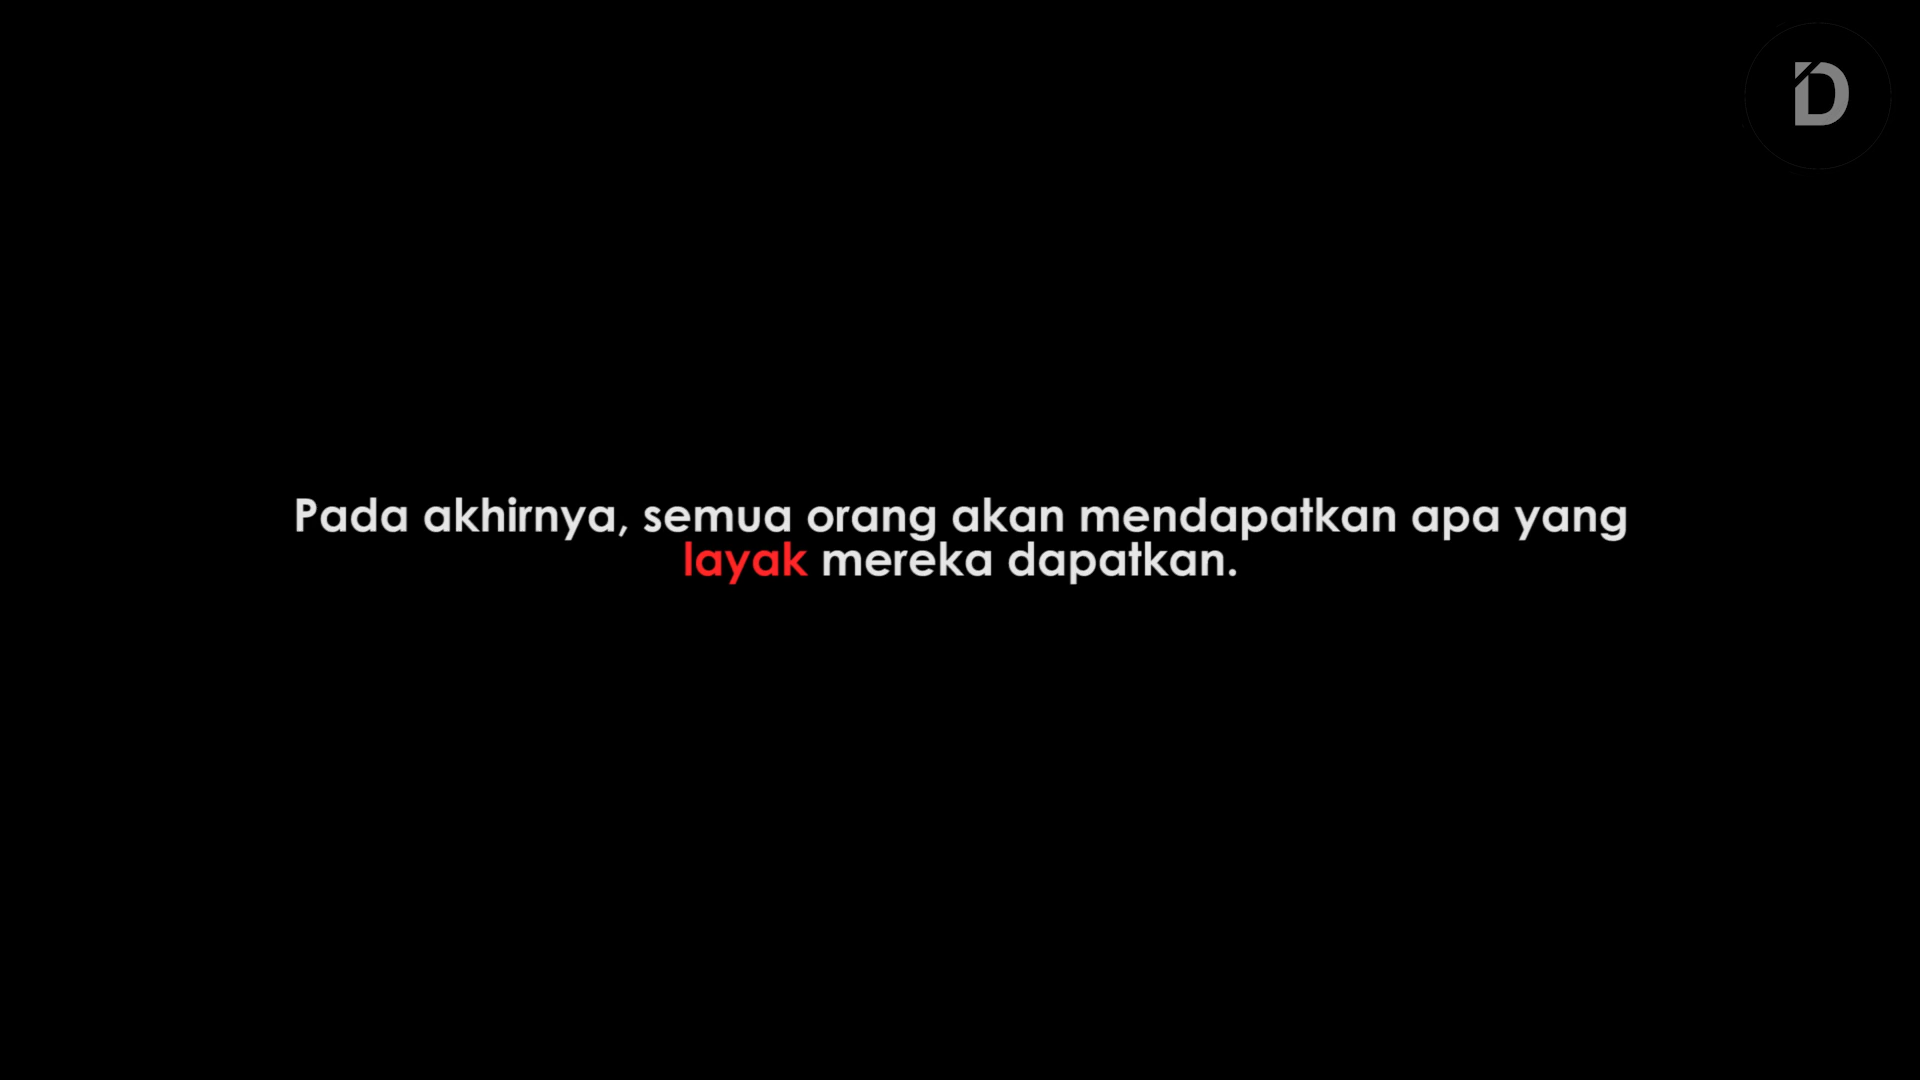 D
Pada akhirnya, semua orang akan mendapatkan apa yang
layak mereka dapatkan.